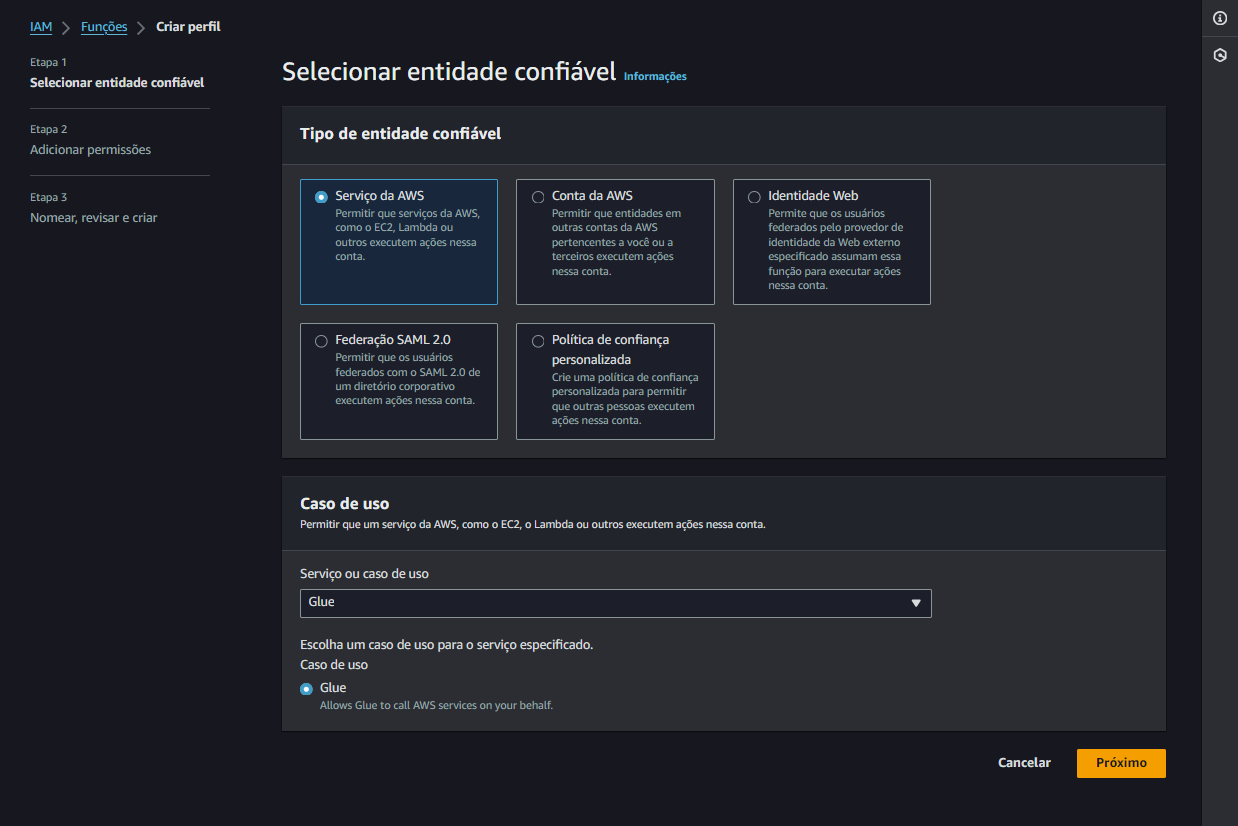 IAM > Funções > Criar perfil
Etapa 1
Selecionar entidade confiável
Etapa 2
Adicionar permissões
Etapa 3
Nomear, revisar e criar
Selecionar entidade confiável Informações
Tipo de entidade confiável
Serviço da AWS
Permitir que serviços da AWS,
como o EC2, Lambda ou
outros executem ações nessa
conta.
Conta da AWS
Permitir que entidades em
outras contas da AWS
pertencentes a você ou a
terceiros executem ações
nessa conta.
Identidade Web
Permite que os usuários
federados pelo provedor de
identidade da Web externo
especificado assumam essa
função para executar ações
nessa conta.
Federação SAML 2.0
Permitir que os usuários
federados com o SAML 2.0 de
um diretório corporativo
executem ações nessa conta.
Política de confiança
personalizada
Crie uma política de confiança
personalizada para permitir
que outras pessoas executem
ações nessa conta.
Caso de uso
Permitir que um serviço da AWS, como o EC2, o Lambda ou outros executem ações nessa conta.
Serviço ou caso de uso
Glue
Escolha um caso de uso para o serviço especificado.
Caso de uso
Glue
Allows Glue to call AWS services on your behalf.
Cancelar
Próximo